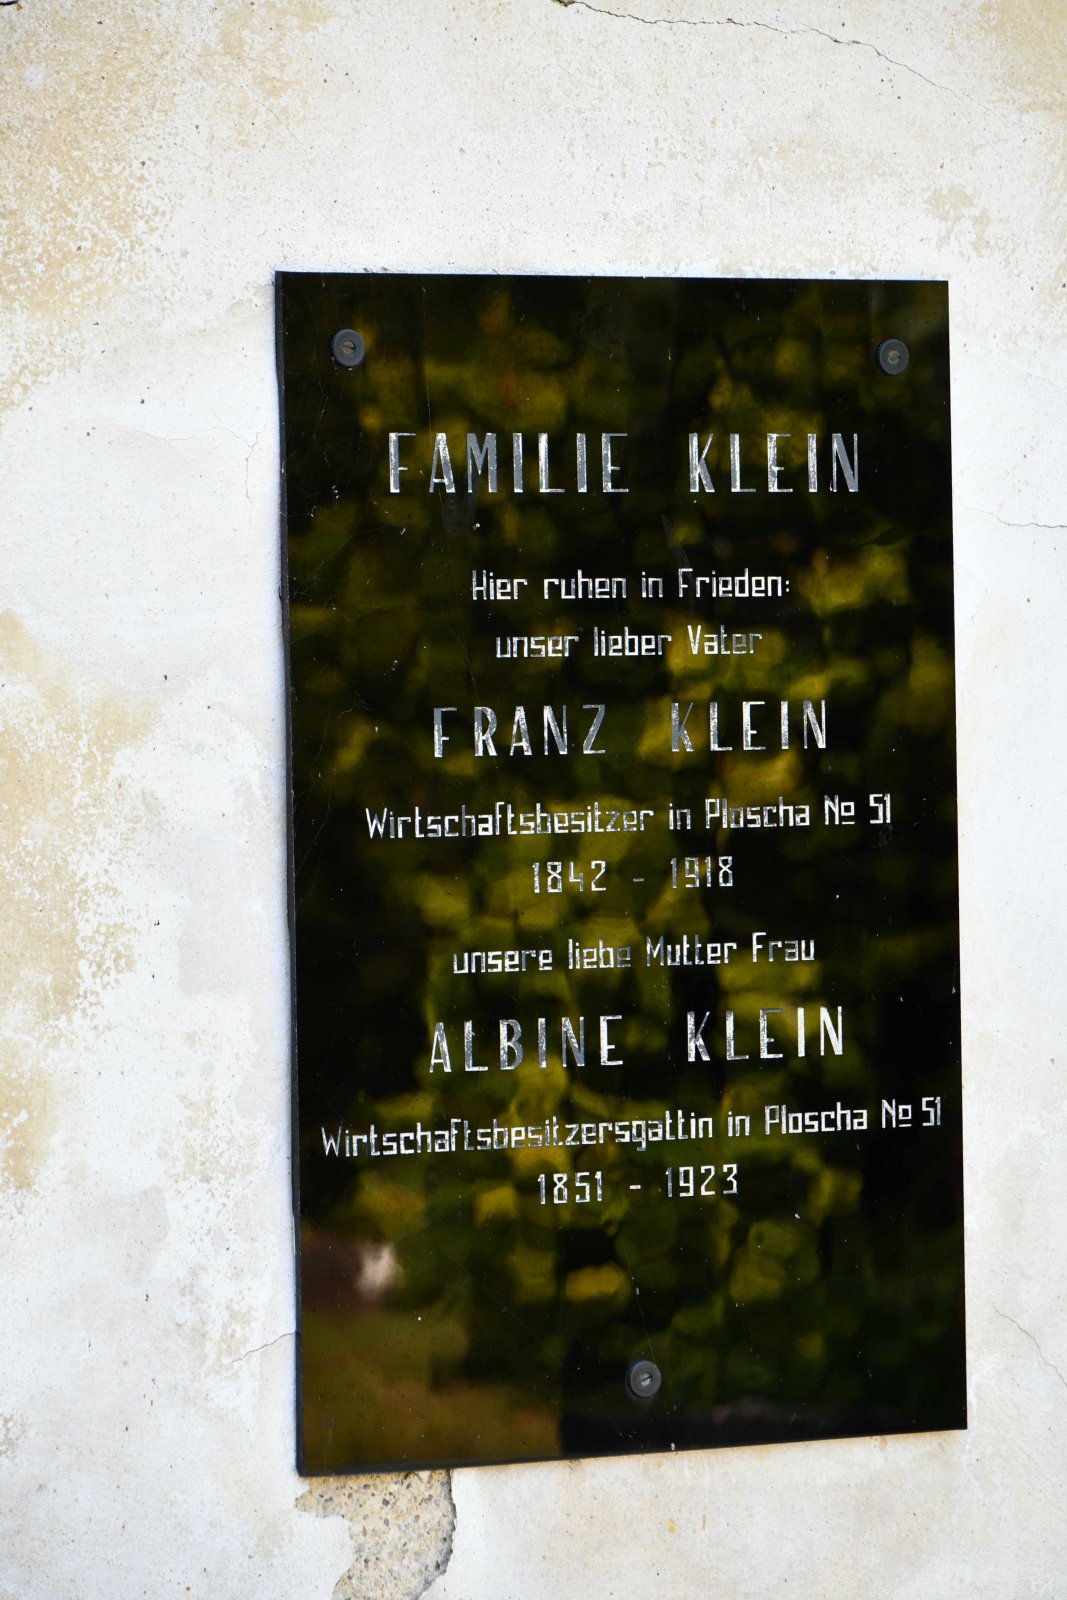 FAMILIE KLEIN
Hier ruhen in Frieden:
unser lieber Vater
FRANZ KLEIN
Wirtschaftsbesitzer in Ploscha № 51
1842 - 1918
unsere liebe Mutter Frau
ALBINE KLEIN
Wirtschaftsbesitzersgattin in Ploscha № 51
1851 - 1923